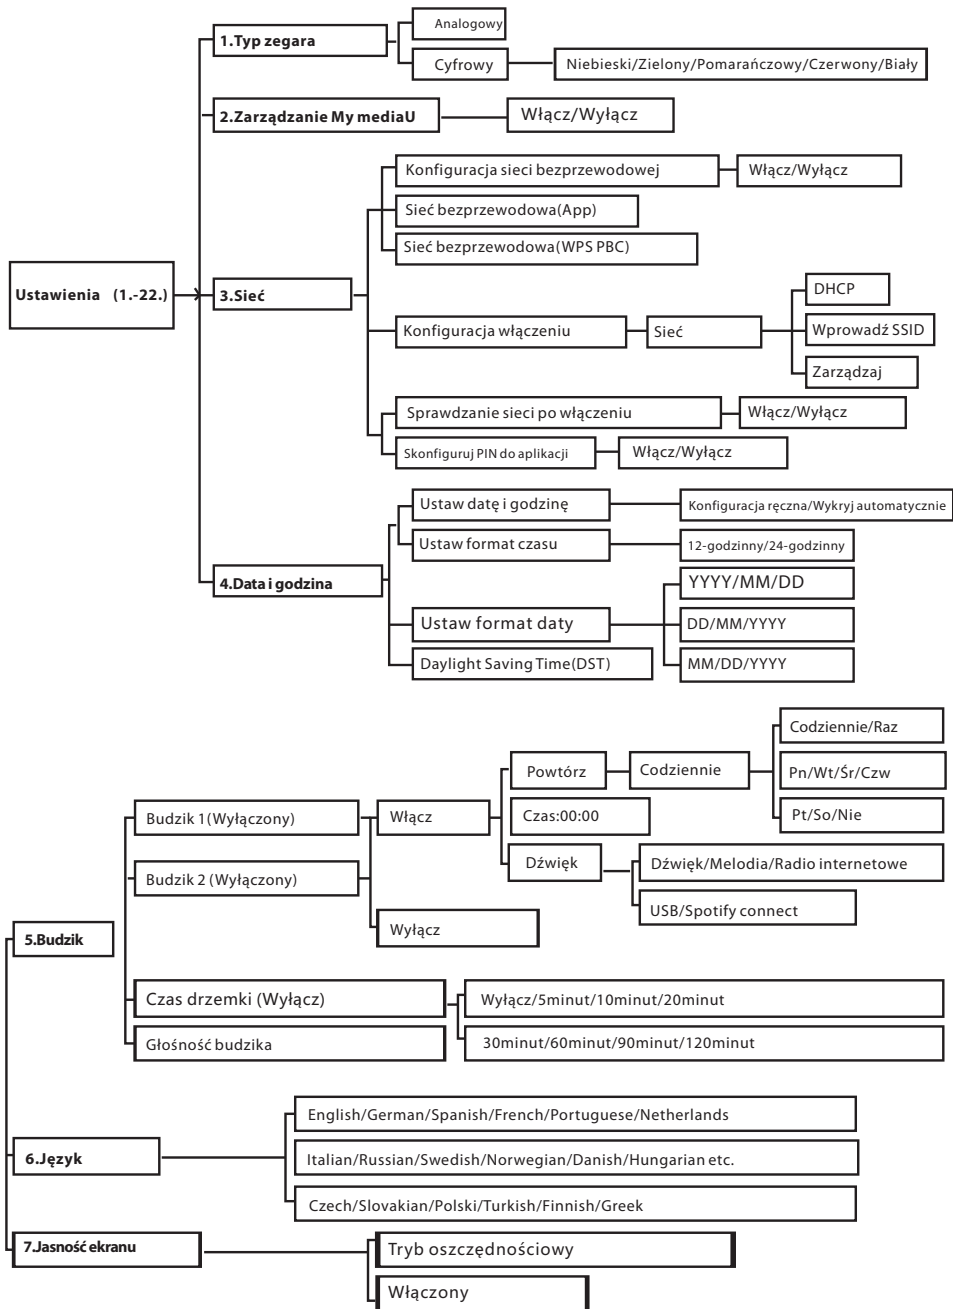 1.Typ zegara
Analogowy
Cyfrowy
Niebieski/Zielony/Pomarańczowy/Czerwony/Biały
2.Zarządzanie My mediaU
Włącz/Wyłącz
Ustawienia (1.-22.)
3.Sieć
Konfiguracja sieci bezprzewodowej
Włącz/Wyłącz
Sieć bezprzewodowa(App)
Sieć bezprzewodowa(WPS PBC)
Konfiguracja włączeniu
Sieć
DHCP
Wprowadź SSID
Zarządzaj
Sprawdzanie sieci po włączeniu
Włącz/Wyłącz
Skonfiguruj PIN do aplikacji
Włącz/Wyłącz
4.Data i godzina
Ustaw datę i godzinę
Konfiguracja ręczna/Wykryj automatycznie
Ustaw format czasu
12-godzinny/24-godzinny
Ustaw format daty
YYYY/MM/DD
DD/MM/YYYY
MM/DD/YYYY
Daylight Saving Time(DST)
5.Budzik
Budzik 1(Wyłączony)
Budzik 2 (Wyłączony)
Włącz
Powtórz
Codziennie
Codziennie/Raz
Pn/Wt/Śr/Czw
Pt/So/Nie
Czas:00:00
Dźwięk
Dźwięk/Melodia/Radio internetowe
USB/Spotify connect
Wyłącz
Czas drzemki (Wyłącz)
Wyłącz/5minut/10minut/20minut
Głośność budzika
30minut/60minut/90minut/120minut
6.Język
English/German/Spanish/French/Portuguese/Netherlands
Italian/Russian/Swedish/Norwegian/Danish/Hungarian etc.
Czech/Slovakian/Polski/Turkish/Finnish/Greek
7.Jasność ekranu
Tryb oszczędnościowy
Włączony